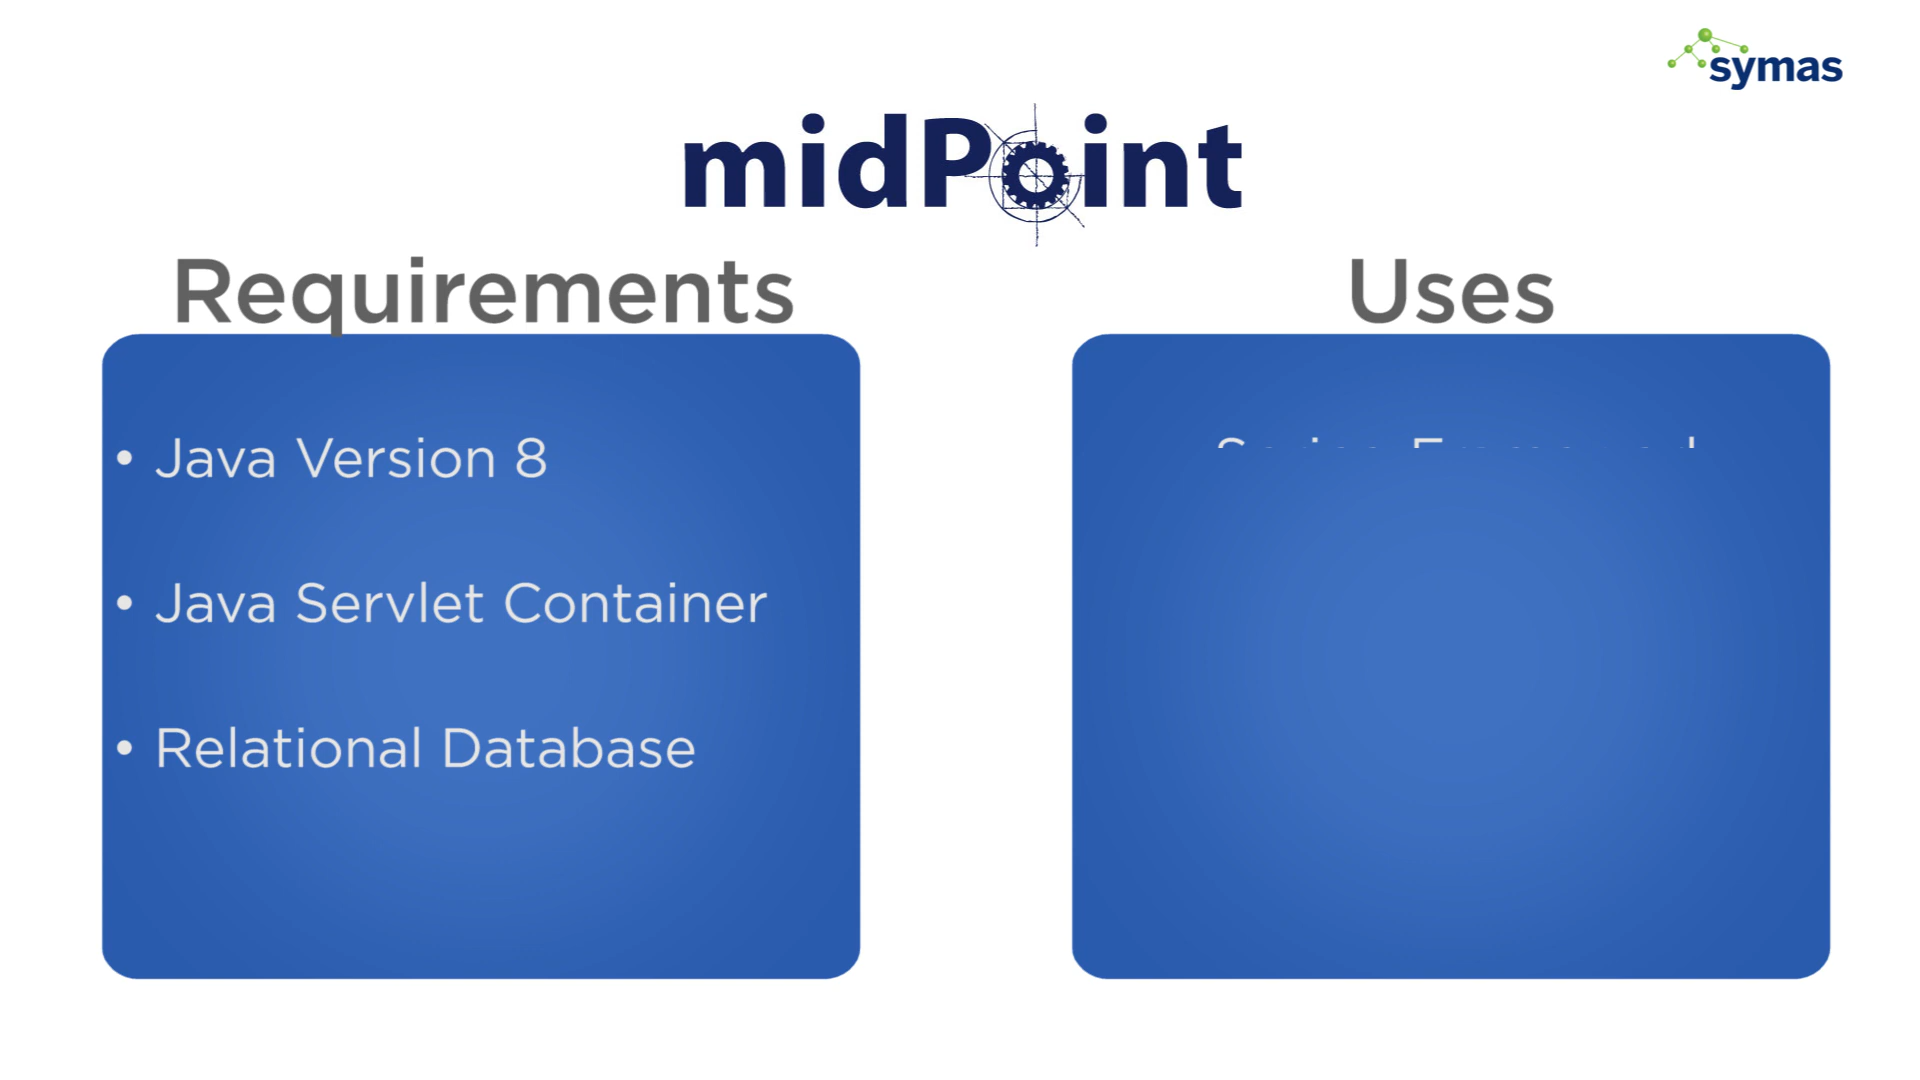 symas
midPoint
Requirements
Uses
• Java Version 8
• Java Servlet Container
• Relational Database